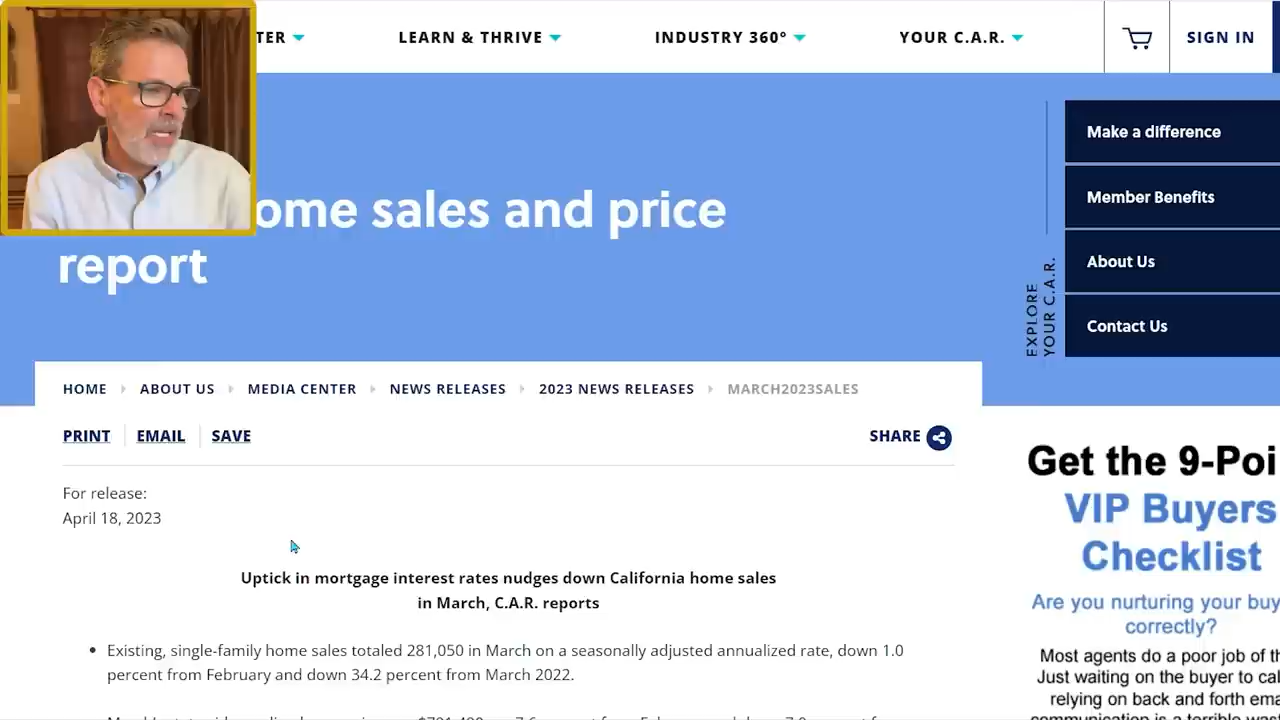 TER
LEARN & THRIVE
INDUSTRY 360°
YOUR C.A.R.
SIGN IN
ome sales and price
report
Make a difference
Member Benefits
About Us
Contact Us
EXPLORE
YOUR C.A.R.
HOME
ABOUT US
MEDIA CENTER
NEWS RELEASES
2023 NEWS RELEASES
MARCH2023SALES
PRINT
EMAIL
SAVE
SHARE
For release:
April 18, 2023
Uptick in mortgage interest rates nudges down California home sales
in March, C.A.R. reports
Existing, single-family home sales totaled 281,050 in March on a seasonally adjusted annualized rate, down 1.0
percent from February and down 34.2 percent from March 2022.
Get the 9-Poi
VIP Buyers
Checklist
Are you nurturing your buy
correctly?
Most agents do a poor job of th
Just waiting on the buyer to cal
relying on back and forth ema